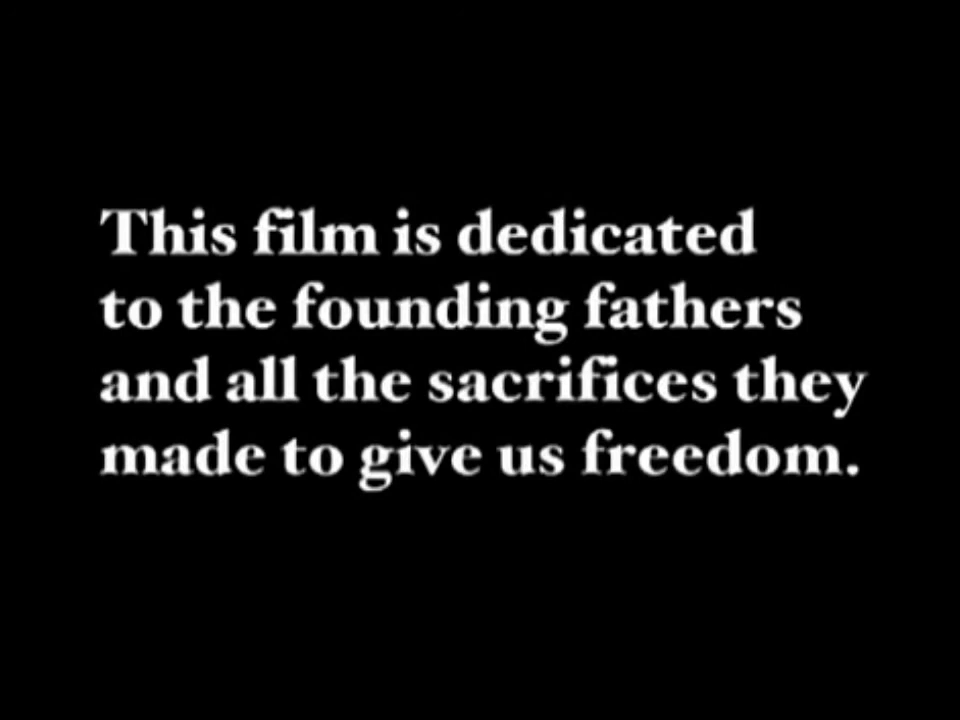 This film is dedicated
to the founding fathers
and all the sacrifices they
made to give us freedom.